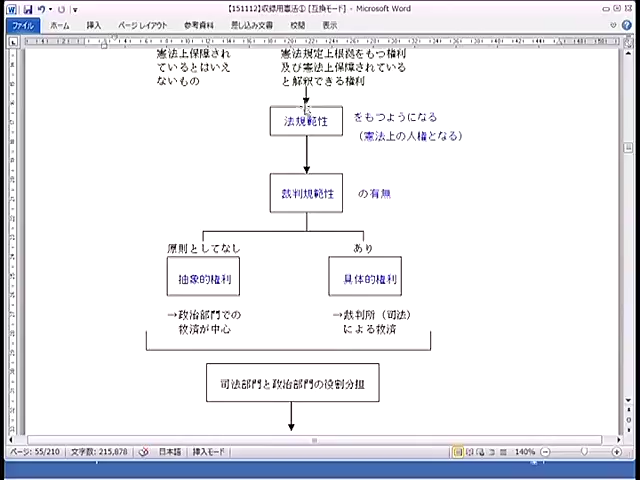 【151112】収録用憲法① [互換モード] - Microsoft Word
ファイル ホーム 挿入 ページ レイアウト 参考資料 差し込み文書 校閲 表示
憲法上保障され
ているとはいえ
ないもの
憲法規定上根拠をもつ権利
及び憲法上保障されている
と解釈できる権利
法規範性 をもつようになる
（憲法上の人権となる）
裁判規範性 の有無
原則としてなし あり
抽象的権利 具体的権利
→政治部門での
救済が中心
→裁判所（司法）
による救済
司法部門と政治部門の役割分担
ページ: 55/210 文字数: 215,878 日本語 挿入モード 140%